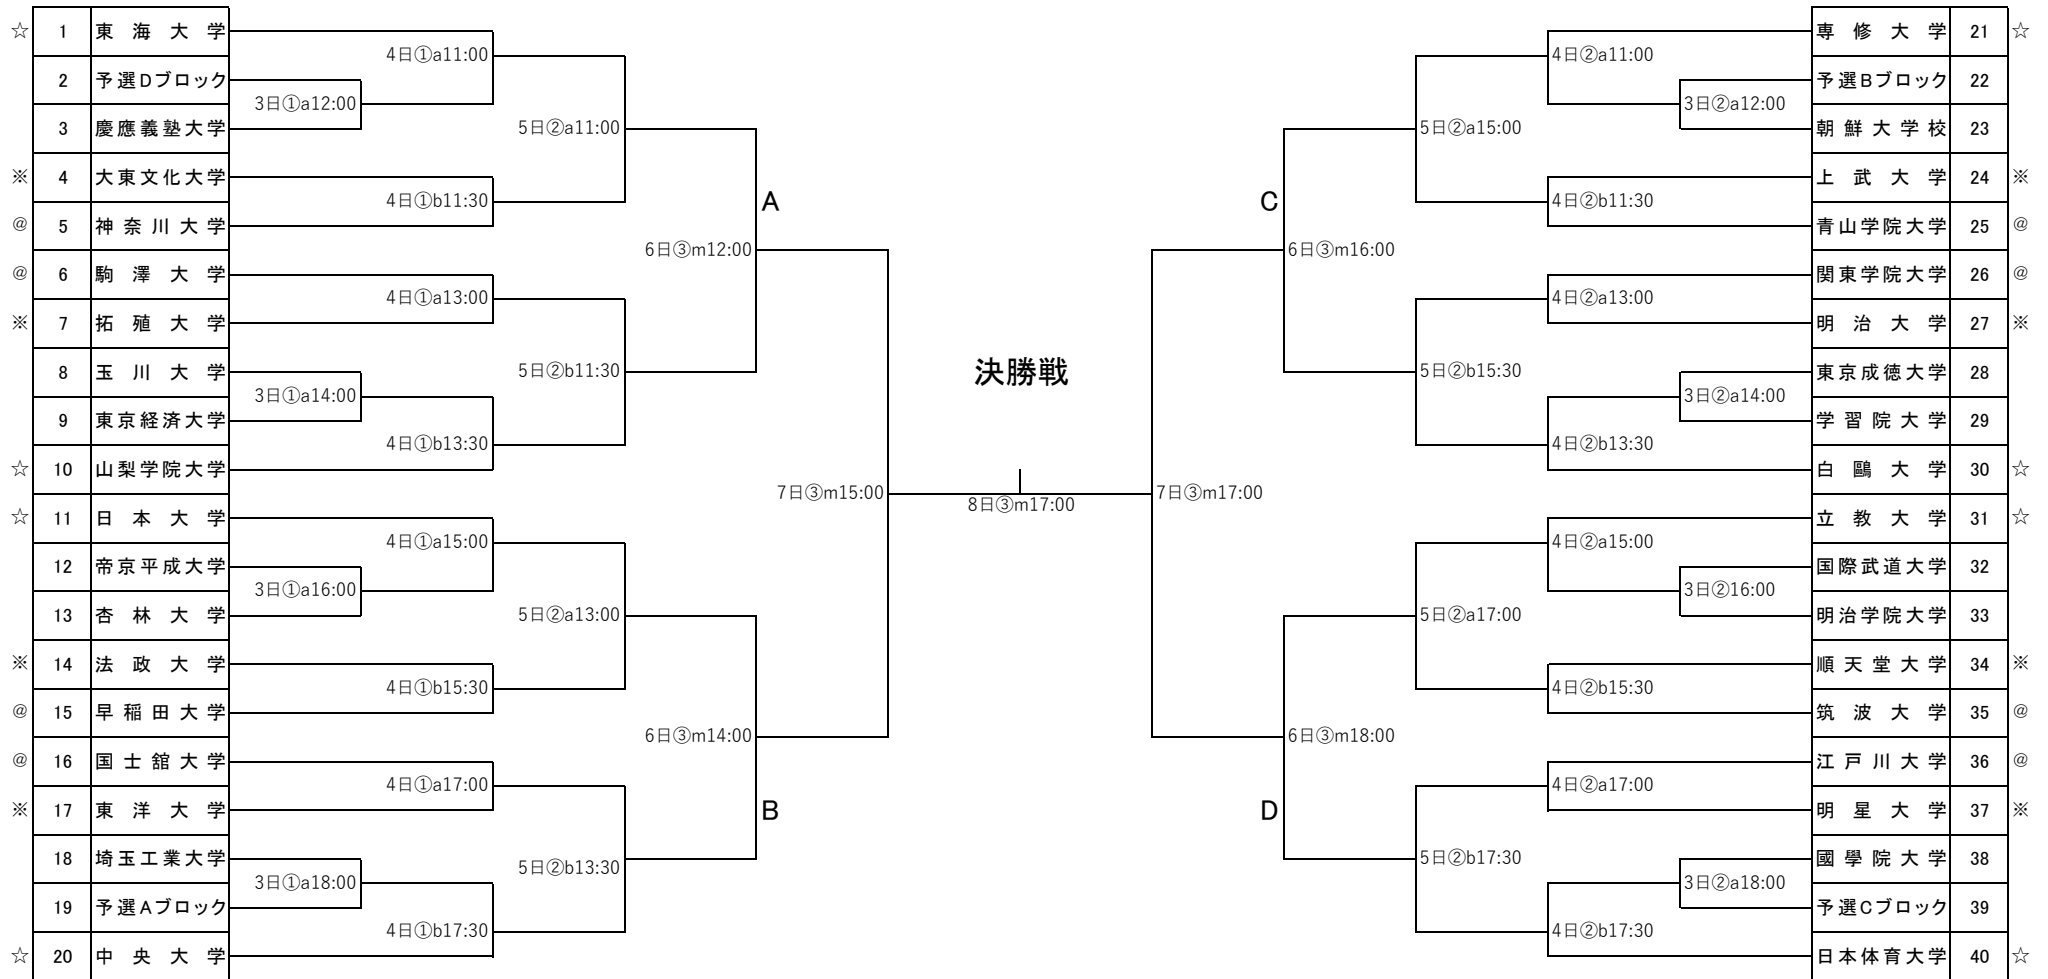 ☆ 1 東海大学
4日①a11:00
2 予選Dブロック
3日①a12:00
3 慶應義塾大学
5日②a11:00
※ 4 大東文化大学
4日①b11:30
A
@ 5 神奈川大学
6日③m12:00
@ 6 駒澤大学
4日①a13:00
※ 7 拓殖大学
8 玉川大学
5日②b11:30
3日①a14:00
9 東京経済大学
4日①b13:30
☆ 10 山梨学院大学
7日③m15:00
☆ 11 日本大学
4日①a15:00
12 帝京平成大学
3日①a16:00
13 杏林大学
5日②a13:00
※ 14 法政大学
4日①b15:30
@ 15 早稲田大学
6日③m14:00
@ 16 国士舘大学
4日①a17:00
※ 17 東洋大学
B
18 埼玉工業大学
5日②b13:30
3日①a18:00
19 予選Aブロック
4日①b17:30
☆ 20 中央大学
決勝戦
8日③m17:00
専修大学 21 ☆
4日②a11:00
予選Bブロック 22
3日②a12:00
朝鮮大学校 23
5日②a15:00
上武大学 24 ※
4日②b11:30
C
青山学院大学 25 @
6日③m16:00
関東学院大学 26 @
4日②a13:00
明治大学 27 ※
東京成徳大学 28
5日②b15:30
3日②a14:00
学習院大学 29
4日②b13:30
白鷗大学 30 ☆
7日③m17:00
立教大学 31 ☆
4日②a15:00
国際武道大学 32
3日②16:00
明治学院大学 33
5日②a17:00
順天堂大学 34 ※
4日②b15:30
筑波大学 35 @
6日③m18:00
江戸川大学 36 @
4日②a17:00
明星大学 37 ※
D
國學院大学 38
5日②b17:30
3日②a18:00
予選Cブロック 39
4日②b17:30
日本体育大学 40 ☆